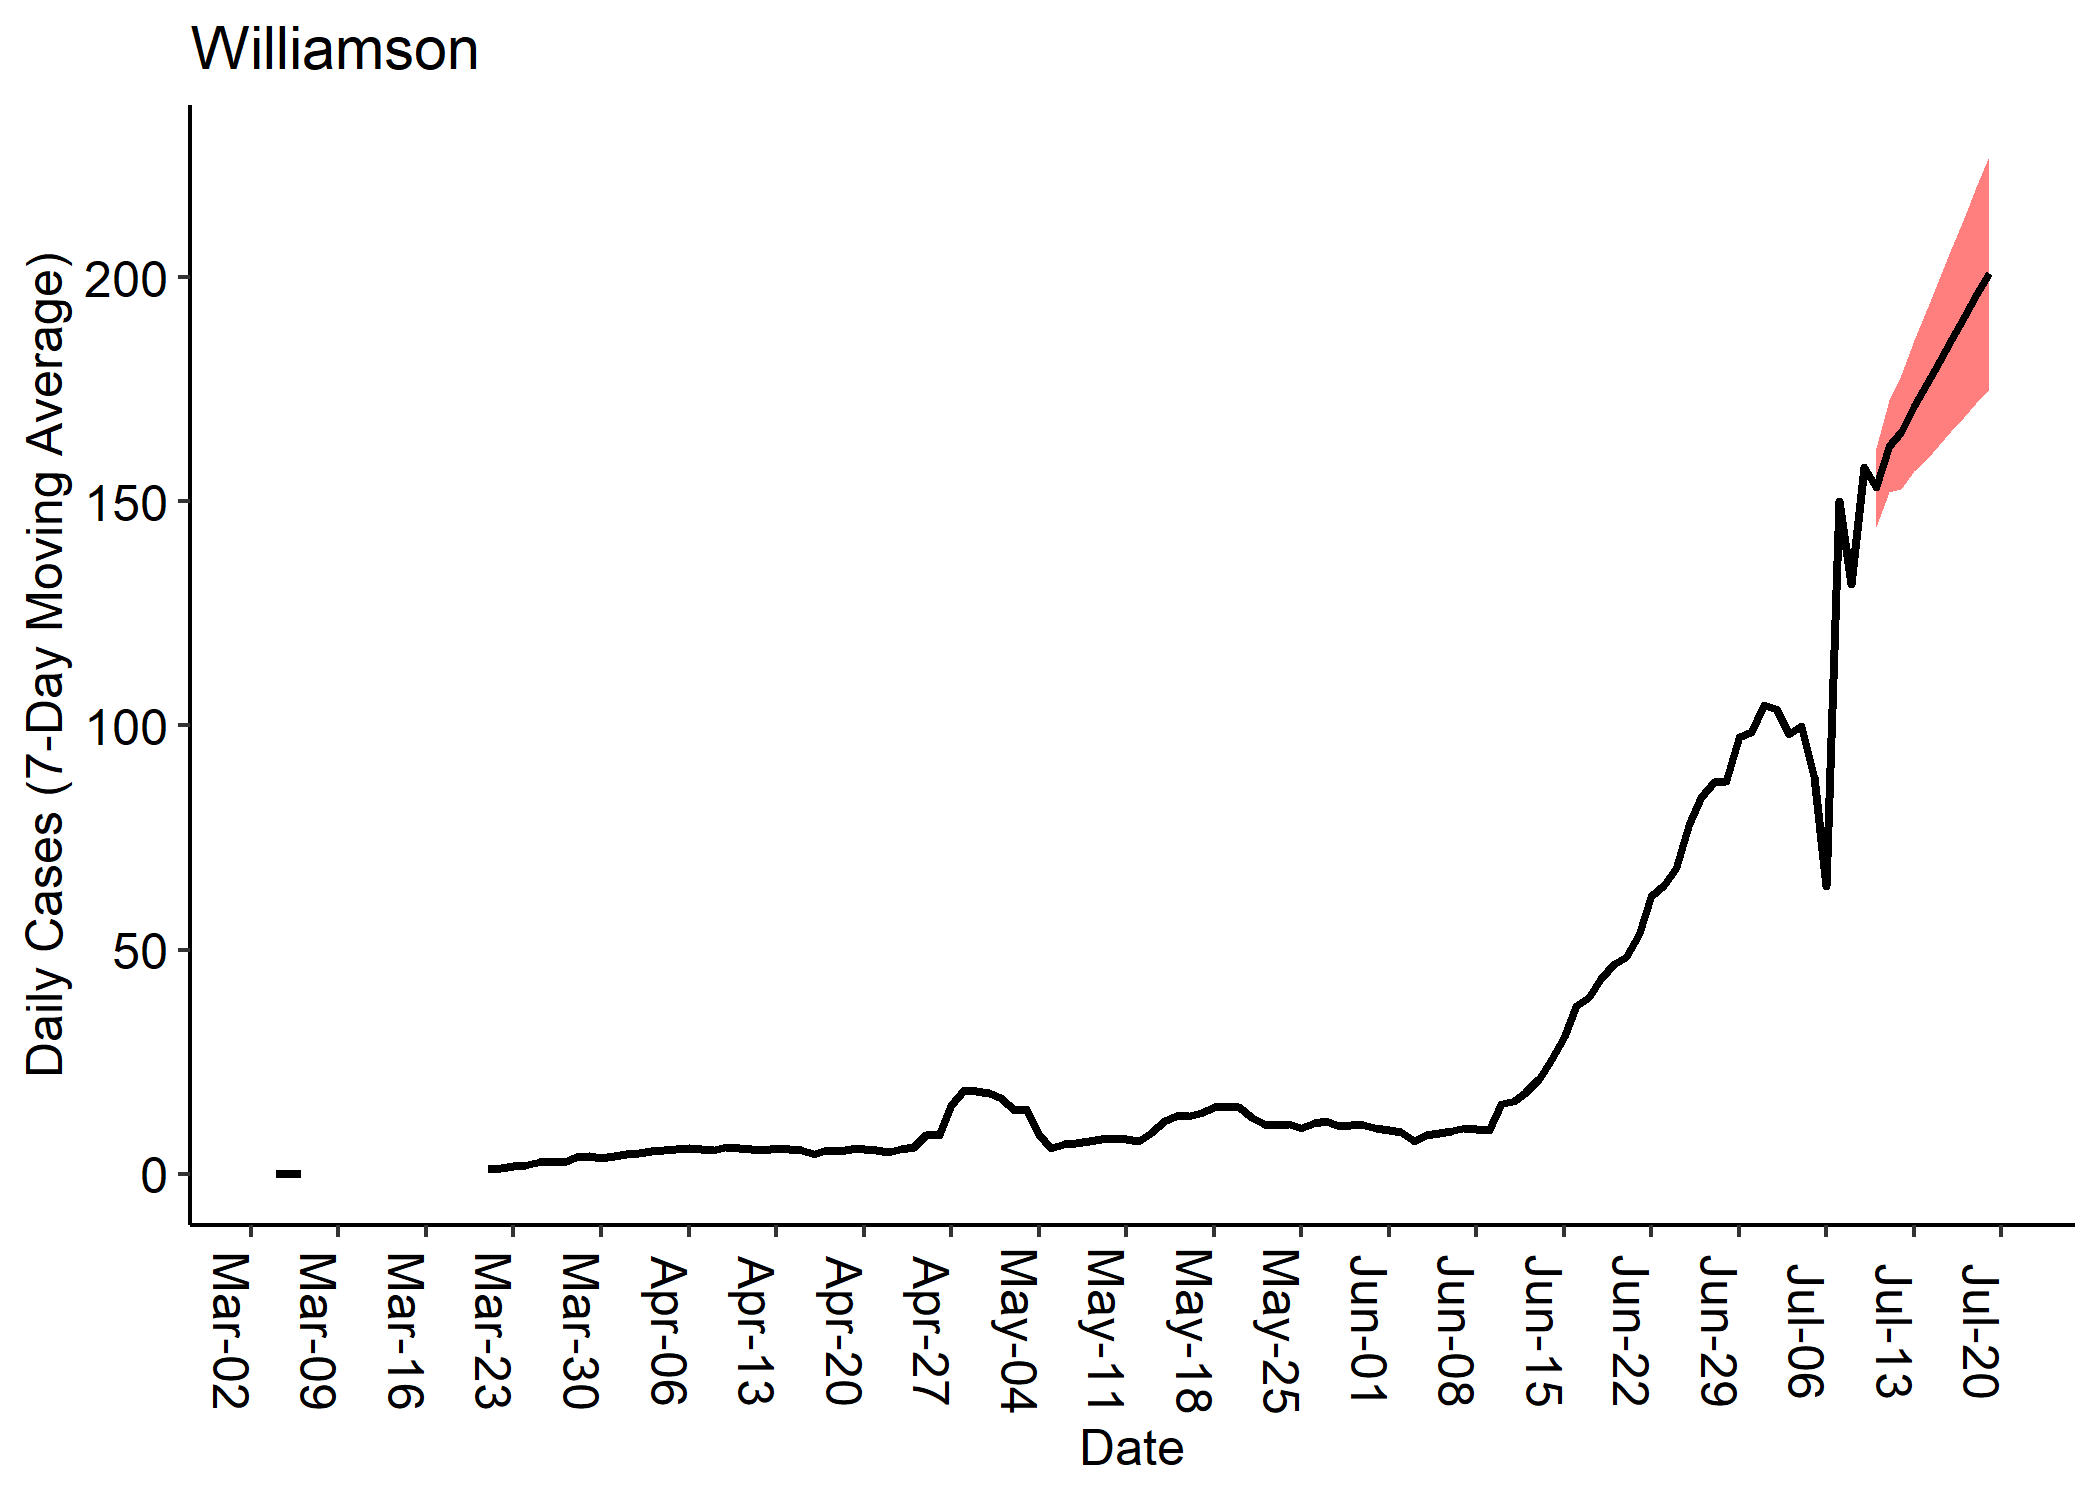 Williamson
Daily Cases (7-Day Moving Average)
200
150
100
50
0
Mar-02
Mar-09
Mar-16
Mar-23
Mar-30
Apr-06
Apr-13
Apr-20
Apr-27
May-04
May-11
May-18
May-25
Jun-01
Jun-08
Jun-15
Jun-22
Jun-29
Jul-06
Jul-13
Jul-20
Date